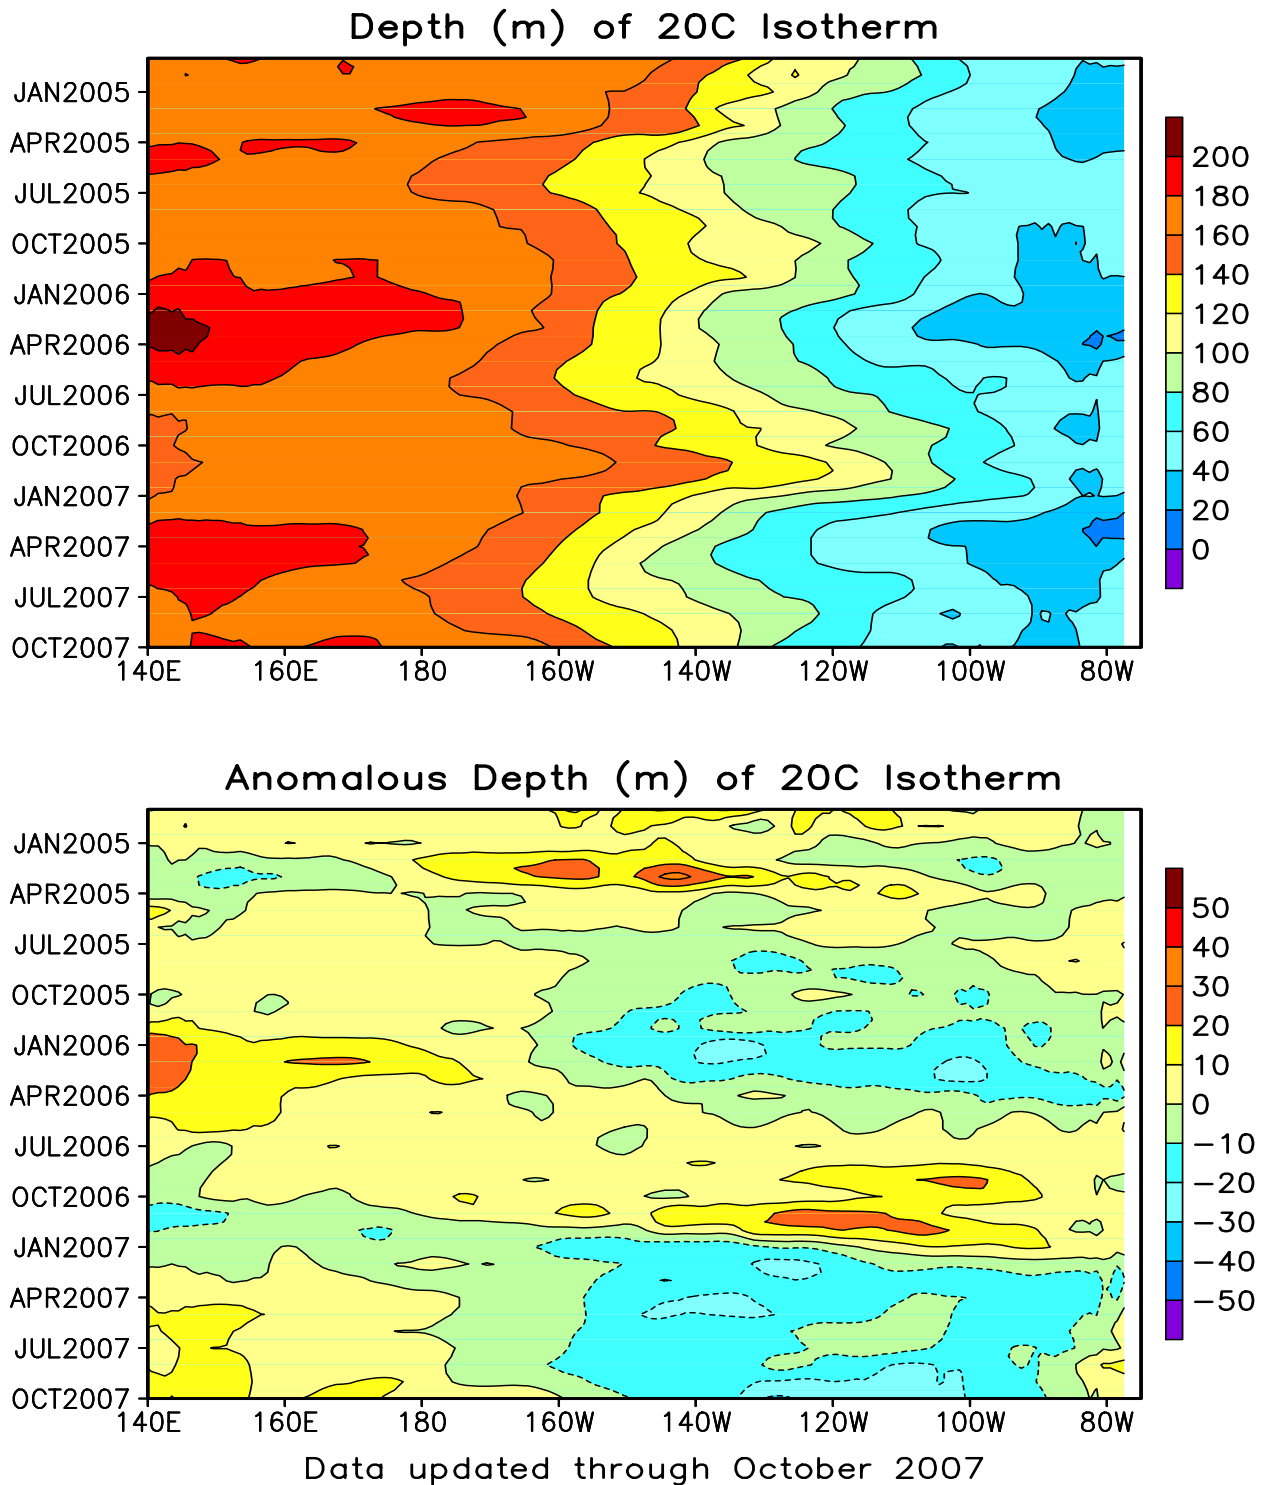 Depth (m) of 20C Isotherm
JAN2005
APR2005
JUL2005
OCT2005
JAN2006
APR2006
JUL2006
OCT2006
JAN2007
APR2007
JUL2007
OCT2007
140E 160E 180 160W 140W 120W 100W 80W
200
180
160
140
120
100
80
60
40
20
0
Anomalous Depth (m) of 20C Isotherm
JAN2005
APR2005
JUL2005
OCT2005
JAN2006
APR2006
JUL2006
OCT2006
JAN2007
APR2007
JUL2007
OCT2007
140E 160E 180 160W 140W 120W 100W 80W
50
40
30
20
10
0
−10
−20
−30
−40
−50
Data updated through October 2007